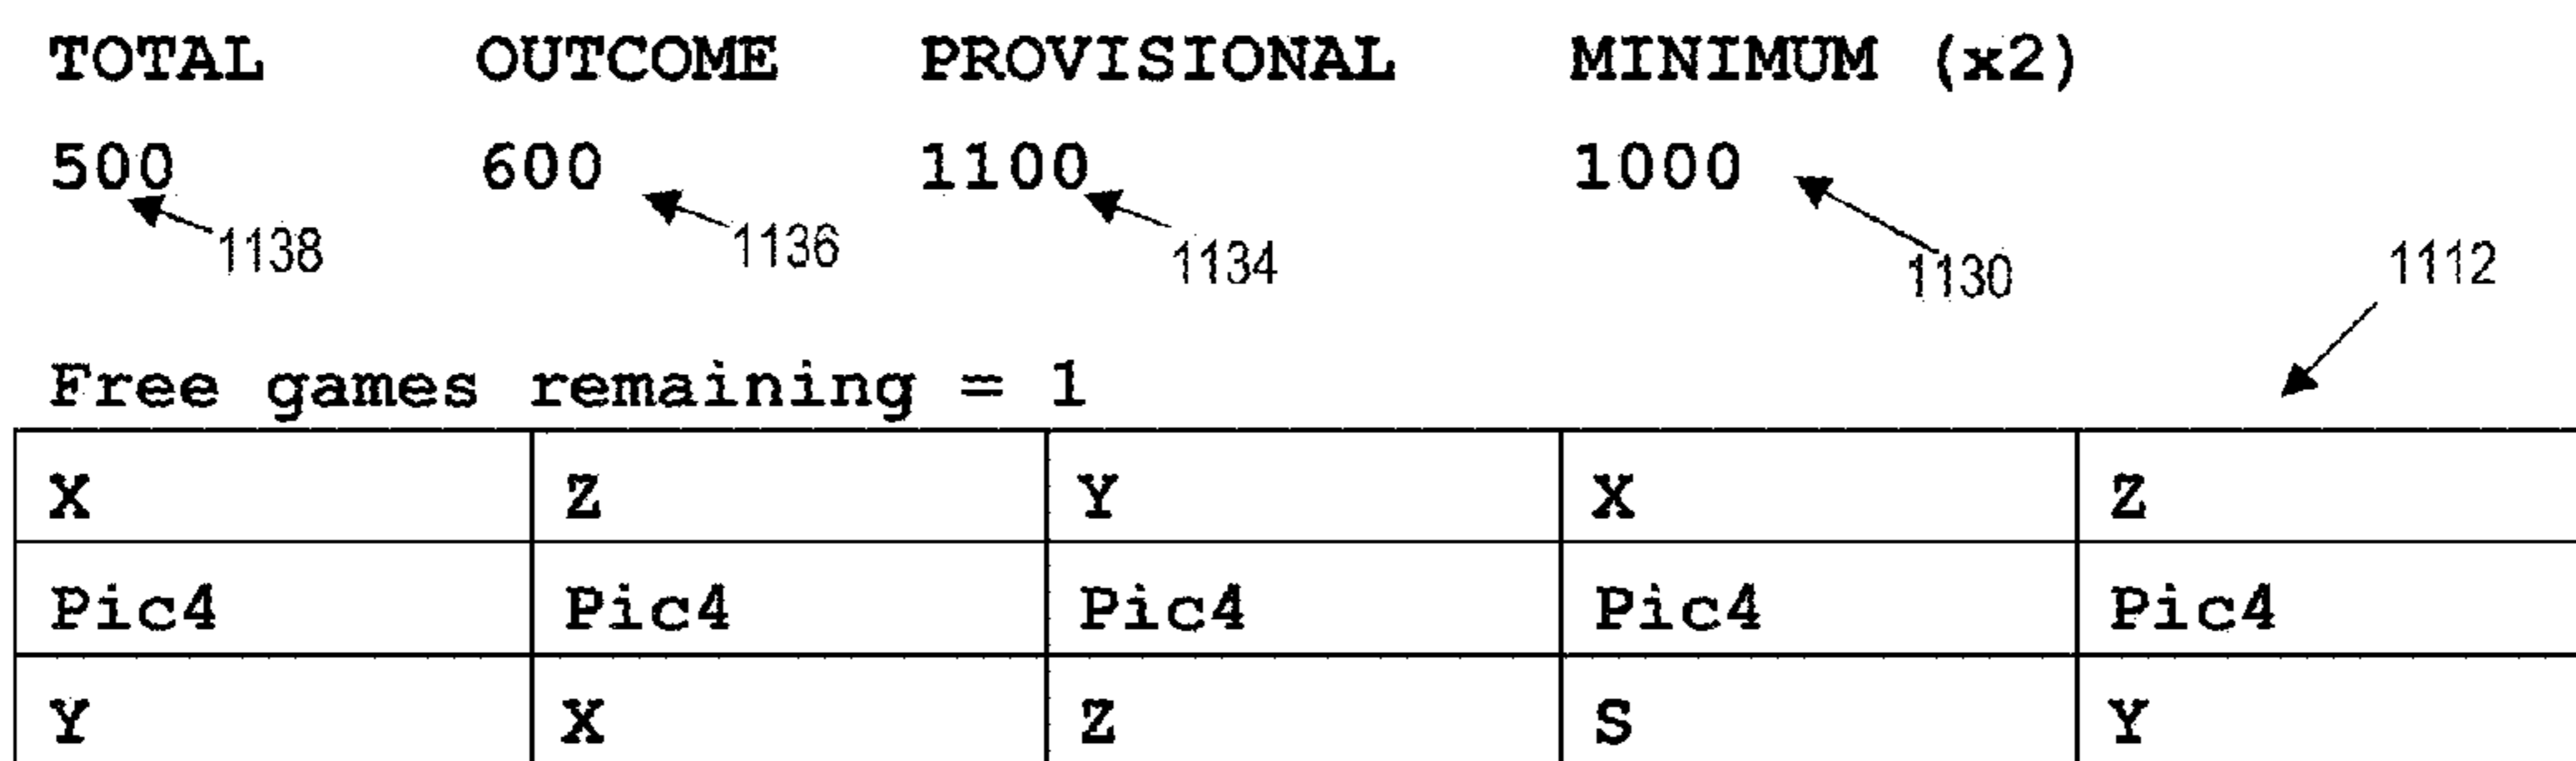 TOTAL OUTCOME PROVISIONAL MINIMUM (x2)
500 600 1100 1000
1138 1136 1134 1130 1112
Free games remaining = 1
X Z Y X Z
Pic4 Pic4 Pic4 Pic4 Pic4
Y X Z S Y